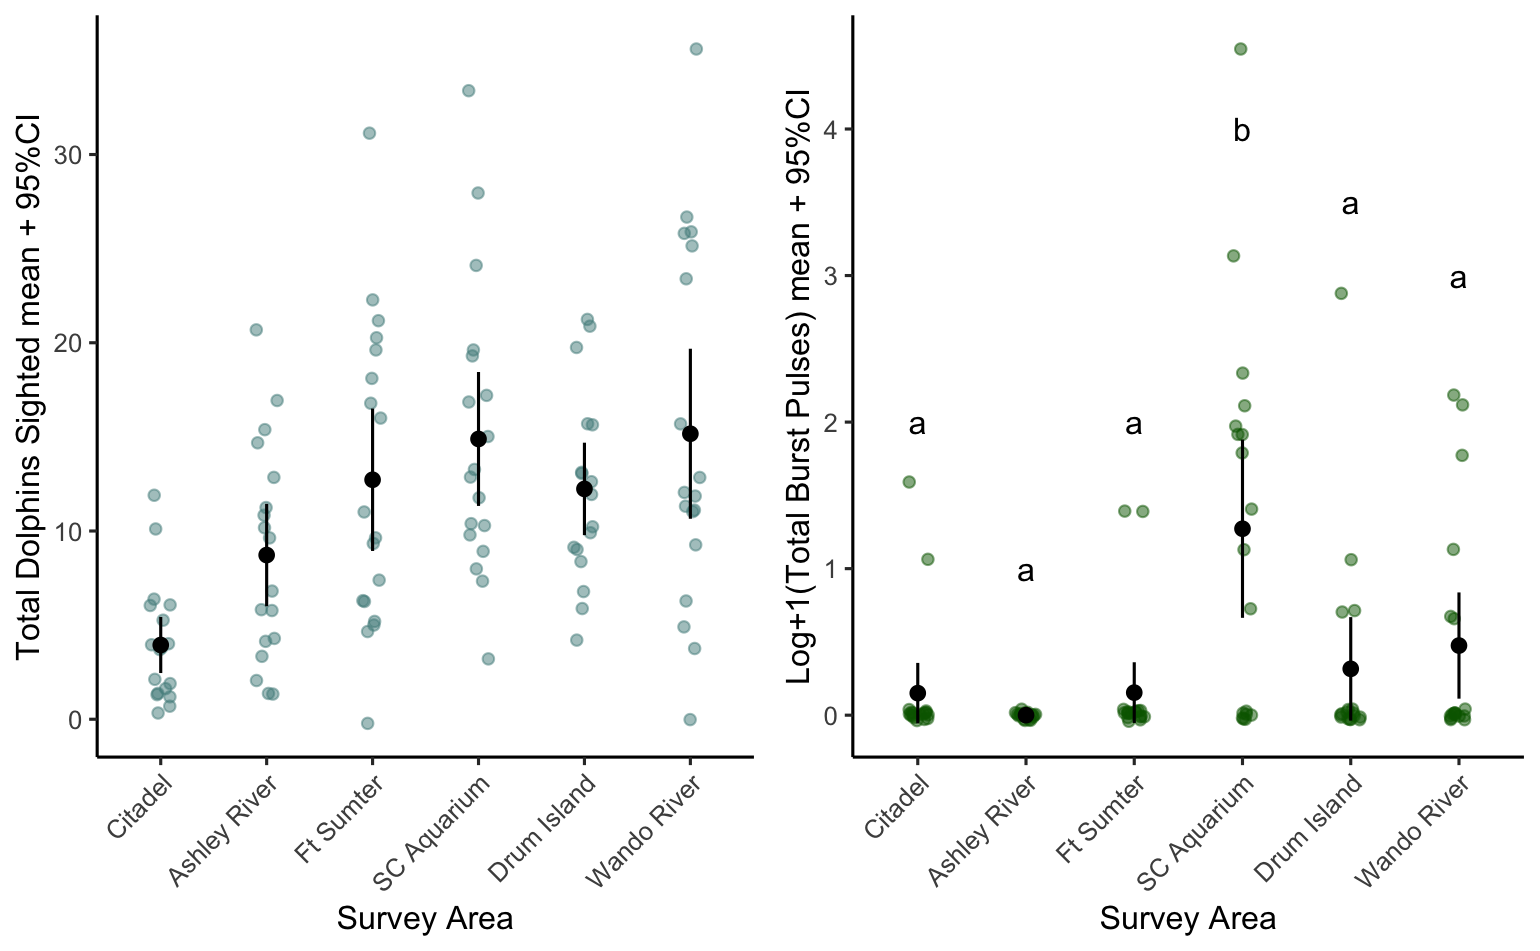 Total Dolphins Sighted mean + 95%CI
30
20
10
0
Citadel
Ashley River
Ft Sumter
SC Aquarium
Drum Island
Wando River
Survey Area
Log+1(Total Burst Pulses) mean + 95%CI
4
3
2
1
0
a
a
a
b
a
a
Citadel
Ashley River
Ft Sumter
SC Aquarium
Drum Island
Wando River
Survey Area